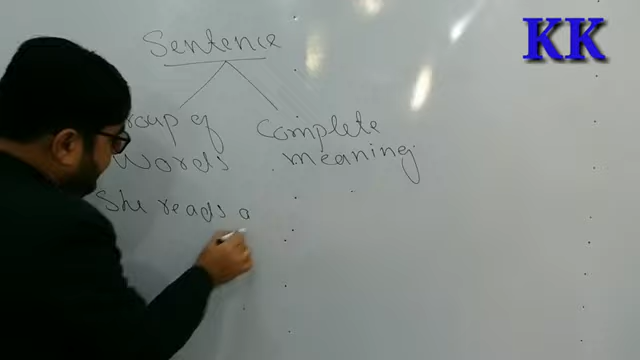 KK
Sentence
roup of Complete
Words meaning
She reads a